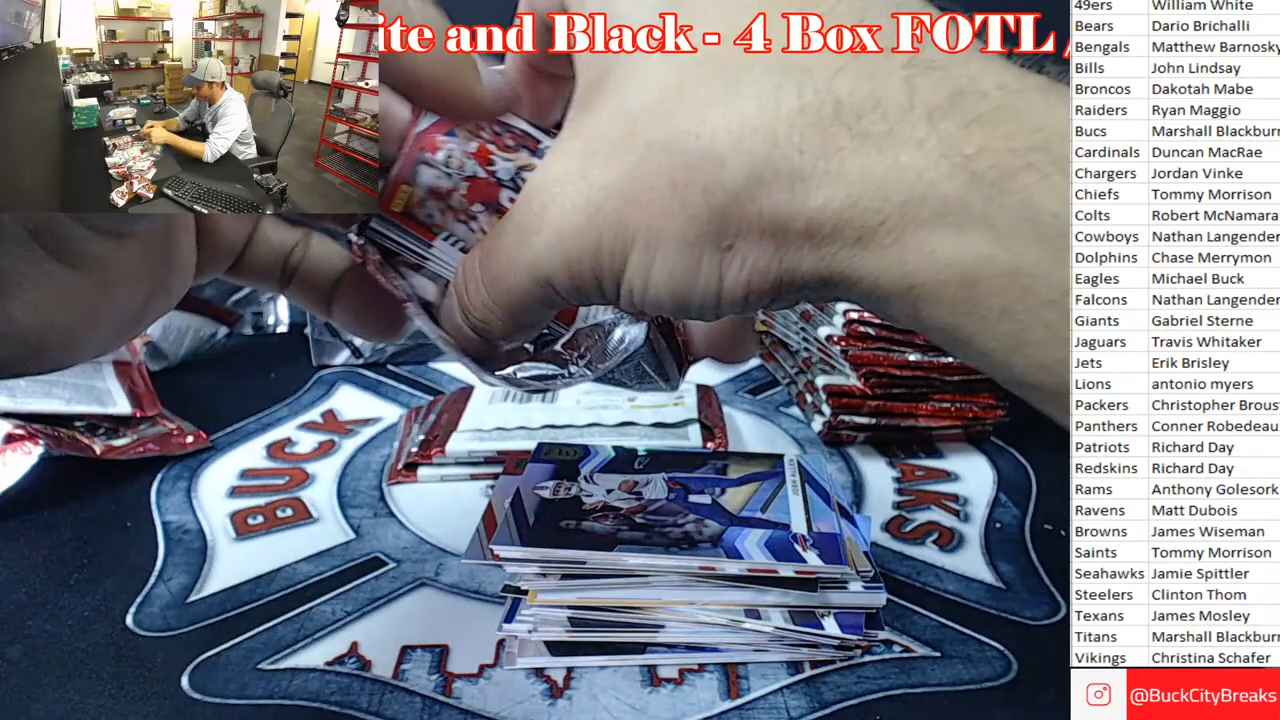 ite and Black - 4 Box FOTL
49ers William White
Bears Dario Brichalli
Bengals Matthew Barnosky
Bills John Lindsay
Broncos Dakotah Mabe
Raiders Ryan Maggio
Bucs Marshall Blackburn
Cardinals Duncan MacRae
Chargers Jordan Vinke
Chiefs Tommy Morrison
Colts Robert McNamara
Cowboys Nathan Langender
Dolphins Chase Merrymon
Eagles Michael Buck
Falcons Nathan Langender
Giants Gabriel Sterne
Jaguars Travis Whitaker
Jets Erik Brisley
Lions antonio myers
Packers Christopher Brous
Panthers Conner Robedeau
Patriots Richard Day
Redskins Richard Day
Rams Anthony Golesork
Ravens Matt Dubois
Browns James Wiseman
Saints Tommy Morrison
Seahawks Jamie Spittler
Steelers Clinton Thom
Texans James Mosley
Titans Marshall Blackburn
Vikings Christina Schafer
@BuckCityBreaks
BUCK
EAKS
JOSH ALLEN